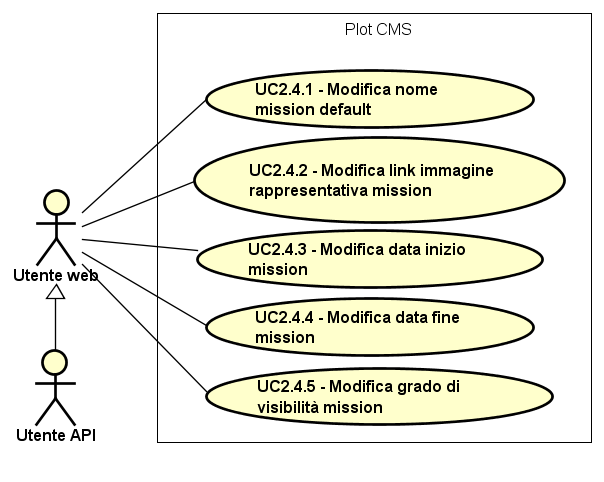 Plot CMS
UC2.4.1 - Modifica nome
mission default
UC2.4.2 - Modifica link immagine
rappresentativa mission
UC2.4.3 - Modifica data inizio
mission
UC2.4.4 - Modifica data fine
mission
UC2.4.5 - Modifica grado di
visibilità mission
Utente web
Utente API